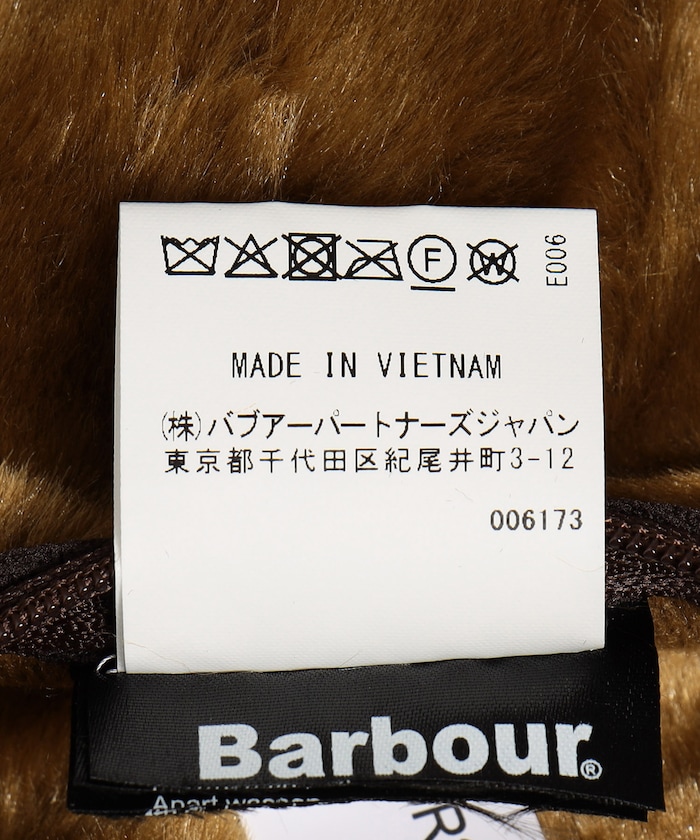 F W E006
MADE IN VIETNAM
(株)バブアーパートナーズジャパン
東京都千代田区紀尾井町3-12
006173
Barbour®